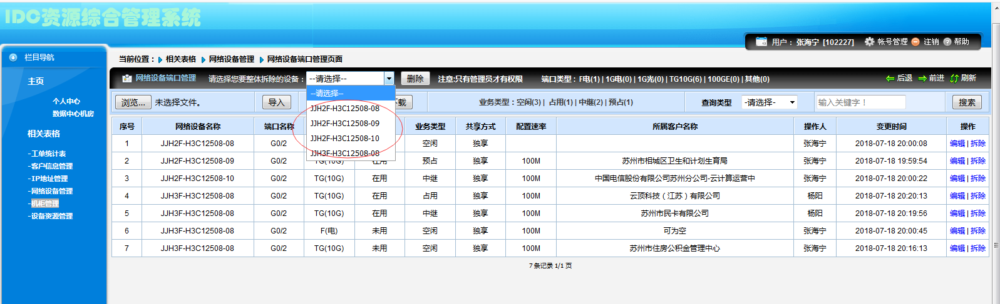 IDC资源综合管理系统
用户： 张海宁 [102227] 帐号管理 注销 帮助
栏目导航
主页
个人中心
数据中心机房
相关表格
-工单统计表
-客户信息管理
-IP地址管理
-网络设备管理
-机柜管理
-设备资源管理
当前位置： 相关表格 网络设备管理 网络设备端口管理页面
网络设备端口管理 请选择您要整体拆除的设备： --请选择-- 删除 注意:只有管理员才有权限 端口类型：F电(1) | 1G电(0) | 1G光(0) | TG10G(6) | 100GE(0) | 其他(0) 后退 前进 刷新
--请选择--
JJH2F-H3C12508-08
JJH2F-H3C12508-09
JJH2F-H3C12508-10
JJH3F-H3C12508-08
浏览... 未选择文件。 导入 载 业务类型：空闲(3) | 占用(1) | 中继(2) | 预占(1) 查询类型 -请选择- 输入关键字！ 搜索
序号 网络设备名称 端口名称 业务类型 共享方式 配置速率 所属客户名称 操作人 变更时间 操作
1 JJH2F-H3C12508-08 G0/2 空闲 独享 张海宁 2018-07-18 20:00:08 编辑 | 拆除
2 JJH2F-H3C12508-09 G0/2 TG(10G) 在用 预占 独享 100M 苏州市相城区卫生和计划生育局 张海宁 2018-07-18 19:59:54 编辑 | 拆除
3 JJH2F-H3C12508-10 G0/2 TG(10G) 在用 中继 独享 100M 中国电信股份有限公司苏州分公司-云计算运营中 张海宁 2018-07-18 20:00:22 编辑 | 拆除
4 JJH3F-H3C12508-08 G0/2 TG(10G) 在用 占用 独享 100M 云顶科技（江苏）有限公司 杨阳 2018-07-18 20:20:13 编辑 | 拆除
5 JJH3F-H3C12508-08 G0/2 TG(10G) 在用 中继 独享 100M 苏州市民卡有限公司 杨阳 2018-07-18 20:19:56 编辑 | 拆除
6 JJH3F-H3C12508-08 G0/2 F(电) 未用 空闲 独享 100M 可为空 张海宁 2018-07-18 20:00:45 编辑 | 拆除
7 JJH3F-H3C12508-08 G0/2 TG(10G) 未用 空闲 独享 100M 苏州市住房公积金管理中心 张海宁 2018-07-18 20:16:13 编辑 | 拆除
7 条记录 1/1 页